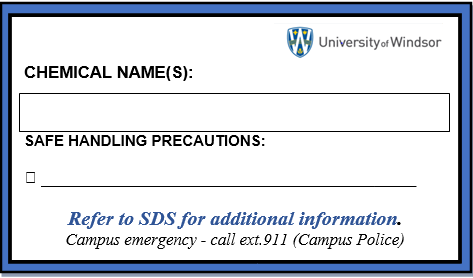 University of Windsor
CHEMICAL NAME(S):
SAFE HANDLING PRECAUTIONS:
☐ ___________________________________________
Refer to SDS for additional information.
Campus emergency - call ext.911 (Campus Police)